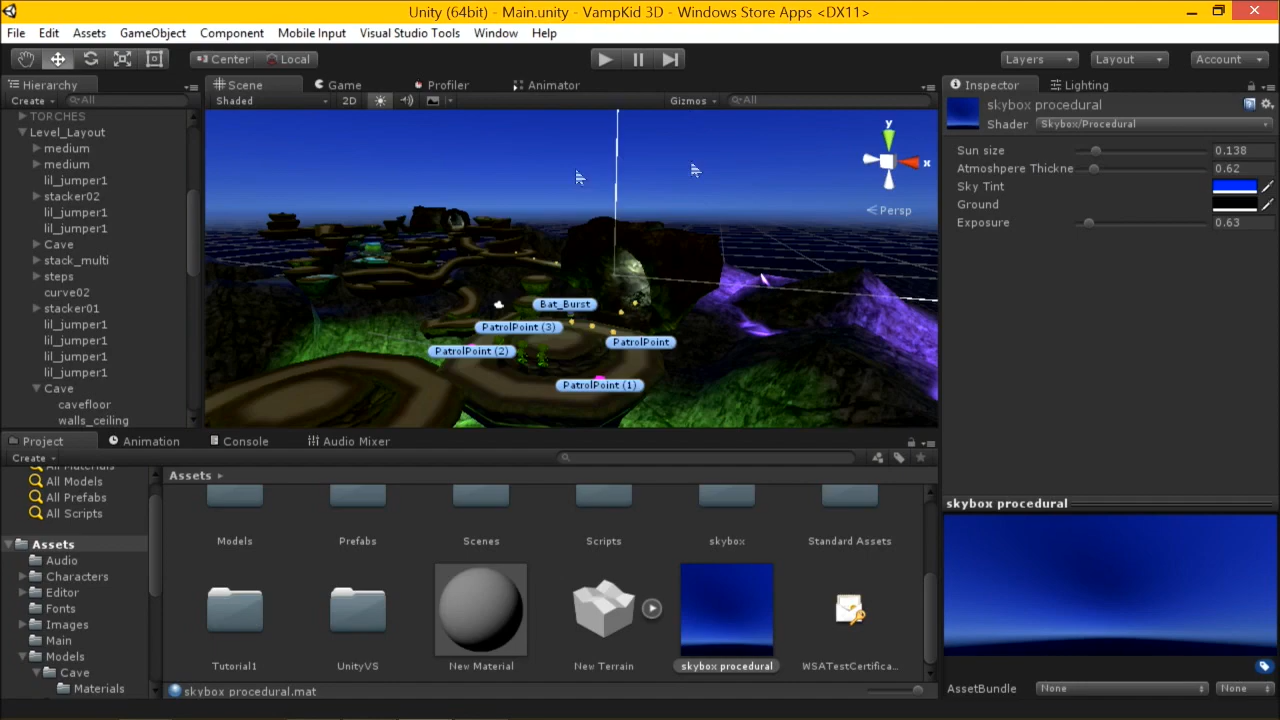 Unity (64bit) - Main.unity - VampKid 3D - Windows Store Apps <DX11>
File Edit Assets GameObject Component Mobile Input Visual Studio Tools Window Help
Center Local Layers Layout Account
Hierarchy
Create All
TORCHES
Level_Layout
medium
medium
lil_jumper1
stacker02
lil_jumper1
lil_jumper1
Cave
stack_multi
steps
curve02
stacker01
lil_jumper1
lil_jumper1
lil_jumper1
lil_jumper1
Cave
cavefloor
walls_ceiling
Scene Game Profiler Animator
Shaded 2D Gizmos All
y
x
Persp
Bat_Burst
PatrolPoint (3)
PatrolPoint
PatrolPoint (2)
PatrolPoint (1)
Inspector Lighting
skybox procedural
Shader Skybox/Procedural
Sun size 0.138
Atmoshpere Thickne 0.62
Sky Tint
Ground
Exposure 0.63
Project Animation Console Audio Mixer
Create
All Materials
All Models
All Prefabs
All Scripts
Assets
Audio
Characters
Editor
Fonts
Images
Main
Models
Cave
Materials
Assets
Models Prefabs Scenes Scripts skybox Standard Assets
Tutorial1 UnityVS New Material New Terrain skybox procedural WSATestCertifica...
skybox procedural.mat
skybox procedural
AssetBundle None None